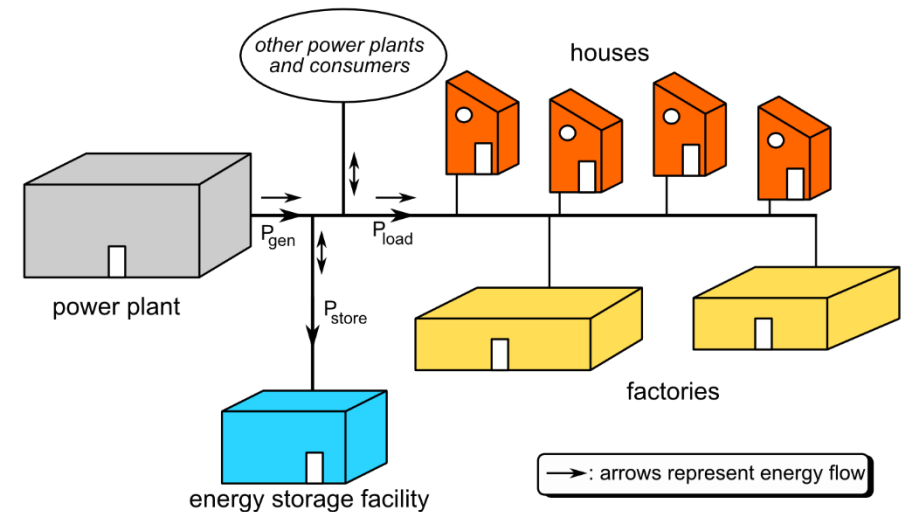 other power plants
and consumers
houses
P_gen
P_load
power plant
P_store
factories
energy storage facility
: arrows represent energy flow